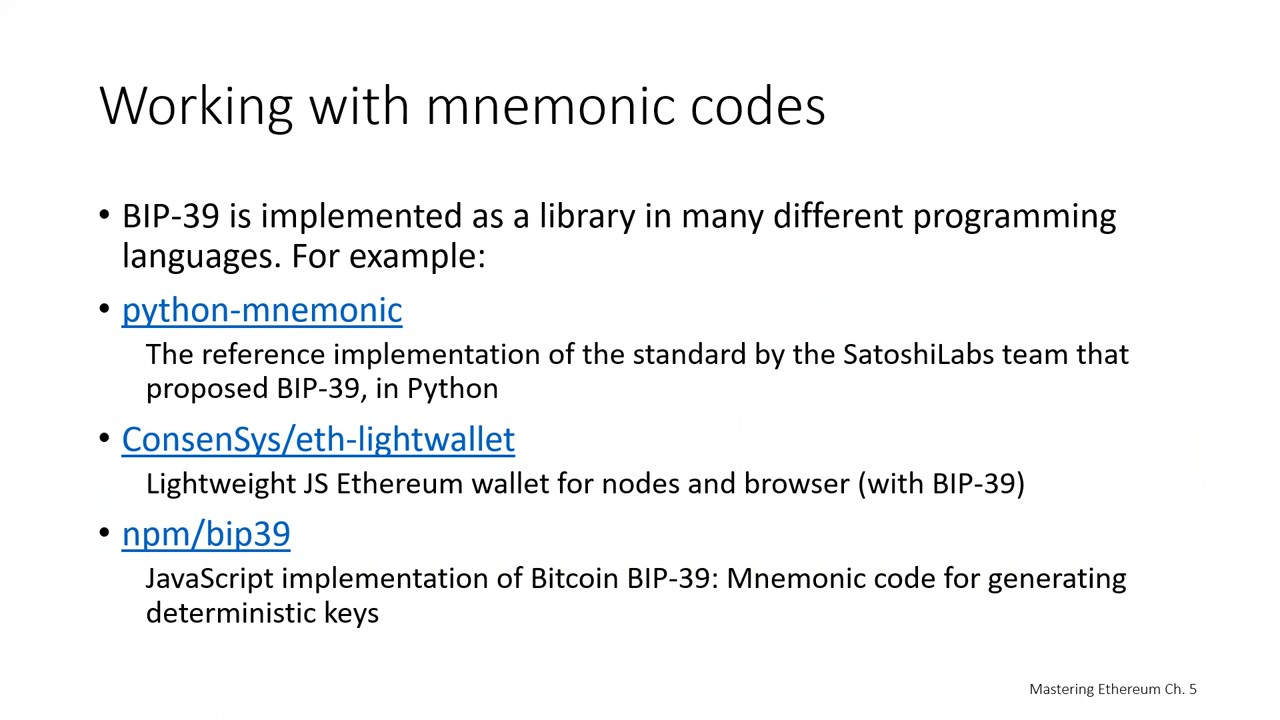 Working with mnemonic codes
• BIP-39 is implemented as a library in many different programming
languages. For example:
• python-mnemonic
The reference implementation of the standard by the SatoshiLabs team that
proposed BIP-39, in Python
• ConsenSys/eth-lightwallet
Lightweight JS Ethereum wallet for nodes and browser (with BIP-39)
• npm/bip39
JavaScript implementation of Bitcoin BIP-39: Mnemonic code for generating
deterministic keys
Mastering Ethereum Ch. 5